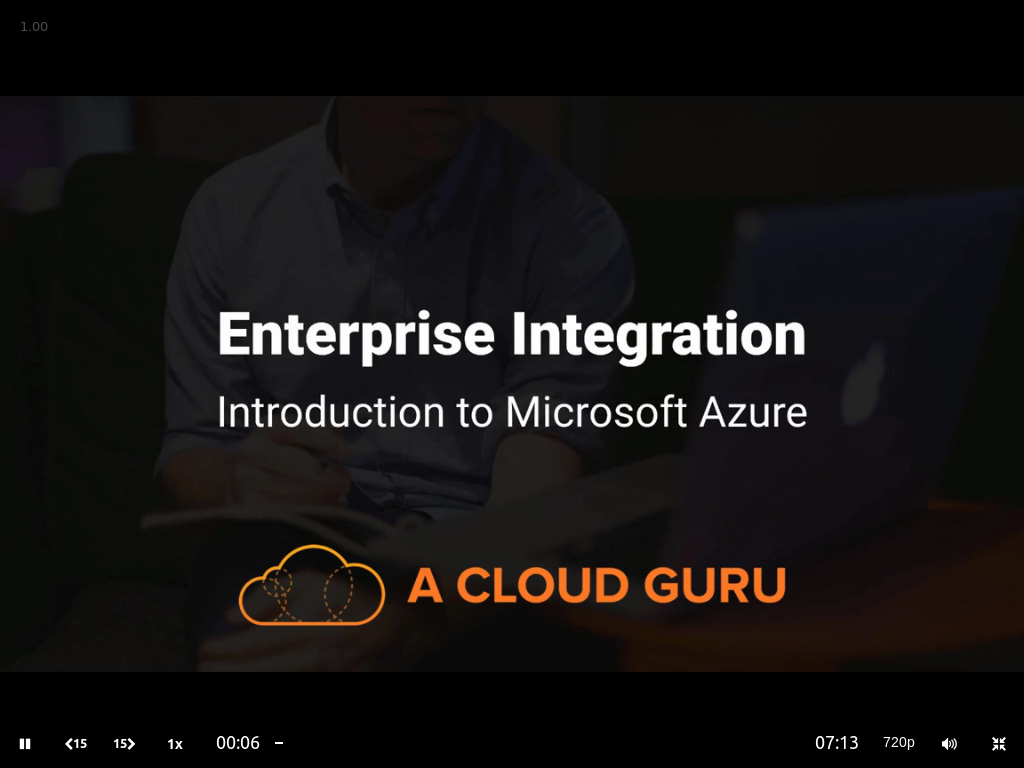 1.00
Enterprise Integration
Introduction to Microsoft Azure
A CLOUD GURU
15 15 1x 00:06 07:13 720p